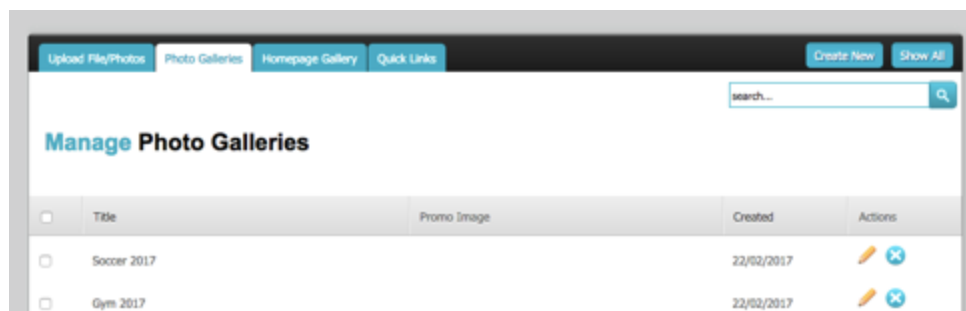 Upload File/Photos Photo Galleries Homepage Gallery Quick Links Create New Show All
search...
Manage Photo Galleries
Title Promo Image Created Actions
Soccer 2017 22/02/2017
Gym 2017 22/02/2017